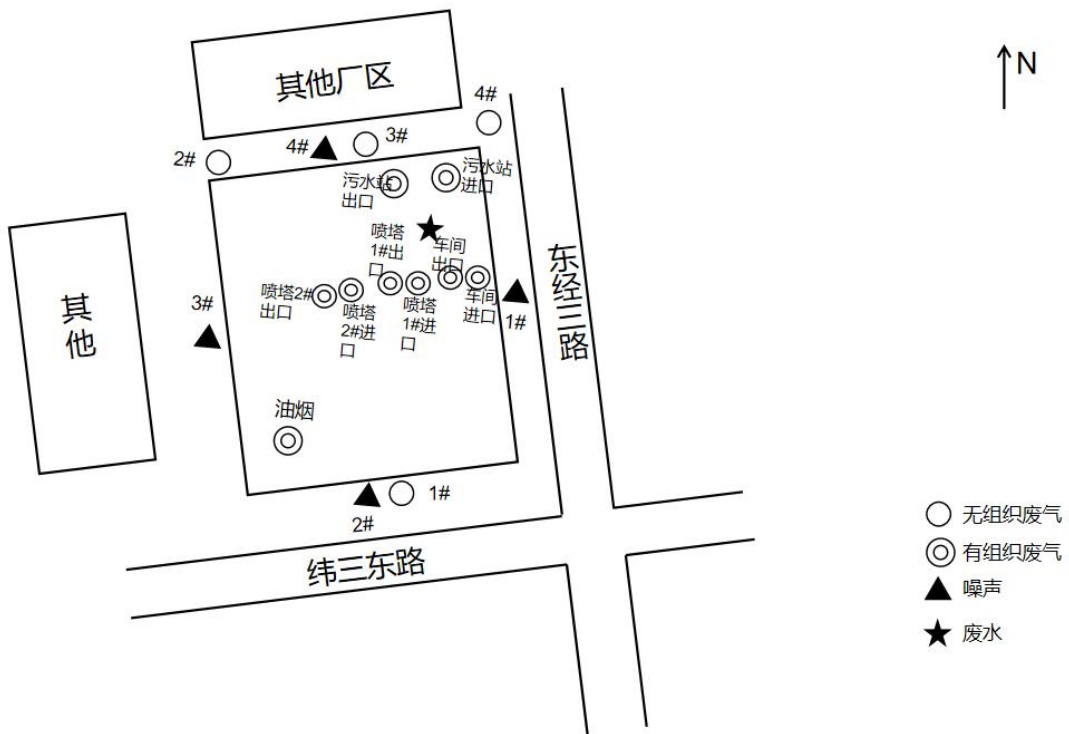 其他厂区
N
4#
3#
4#
2#
污水站
出口
污水站
进口
喷塔
1#出
口
车间
出口
喷塔2#
出口
喷塔
2#进
口
喷塔
1#进
口
车间
进口
1#
3#
其
他
东
经
三
路
油烟
1#
2#
纬三东路
无组织废气
有组织废气
噪声
废水